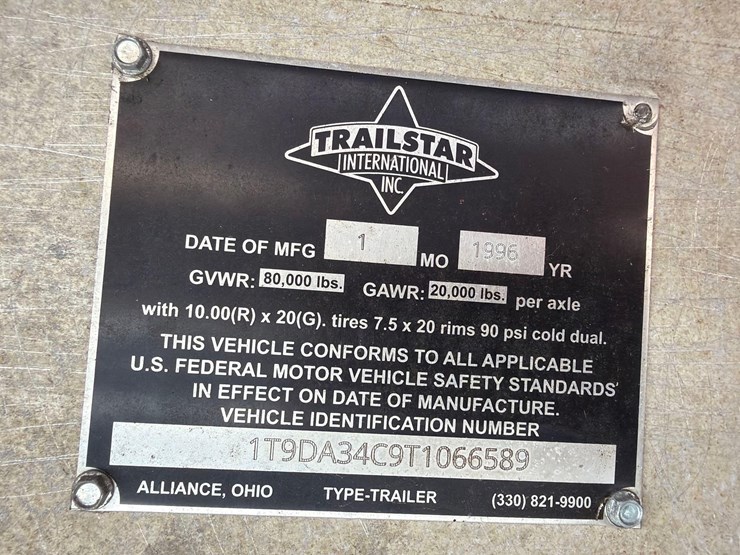 TRAILSTAR
INTERNATIONAL
INC.
DATE OF MFG 1 MO 1996 YR
GVWR: 80,000 lbs. GAWR: 20,000 lbs. per axle
with 10.00(R) x 20(G). tires 7.5 x 20 rims 90 psi cold dual.
THIS VEHICLE CONFORMS TO ALL APPLICABLE
U.S. FEDERAL MOTOR VEHICLE SAFETY STANDARDS
IN EFFECT ON DATE OF MANUFACTURE.
VEHICLE IDENTIFICATION NUMBER
1T9DA34C9T1066589
ALLIANCE, OHIO TYPE-TRAILER (330) 821-9900